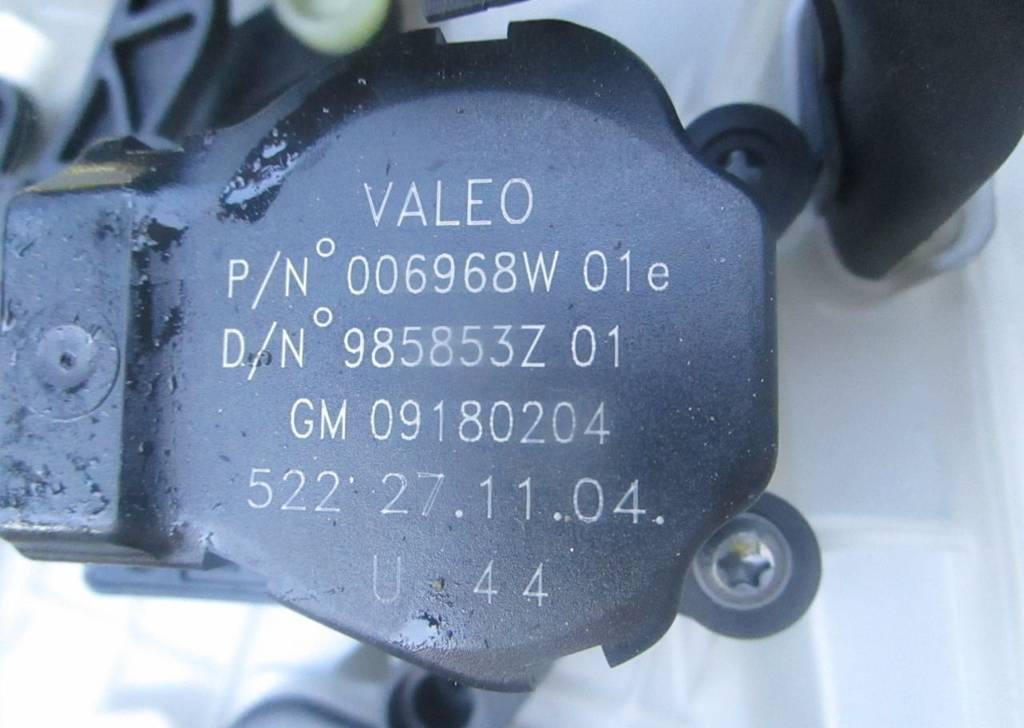 VALEO
P/N° 006968W 01e
D/N° 985853Z 01
GM 09180204
522 27.11.04.
U 44